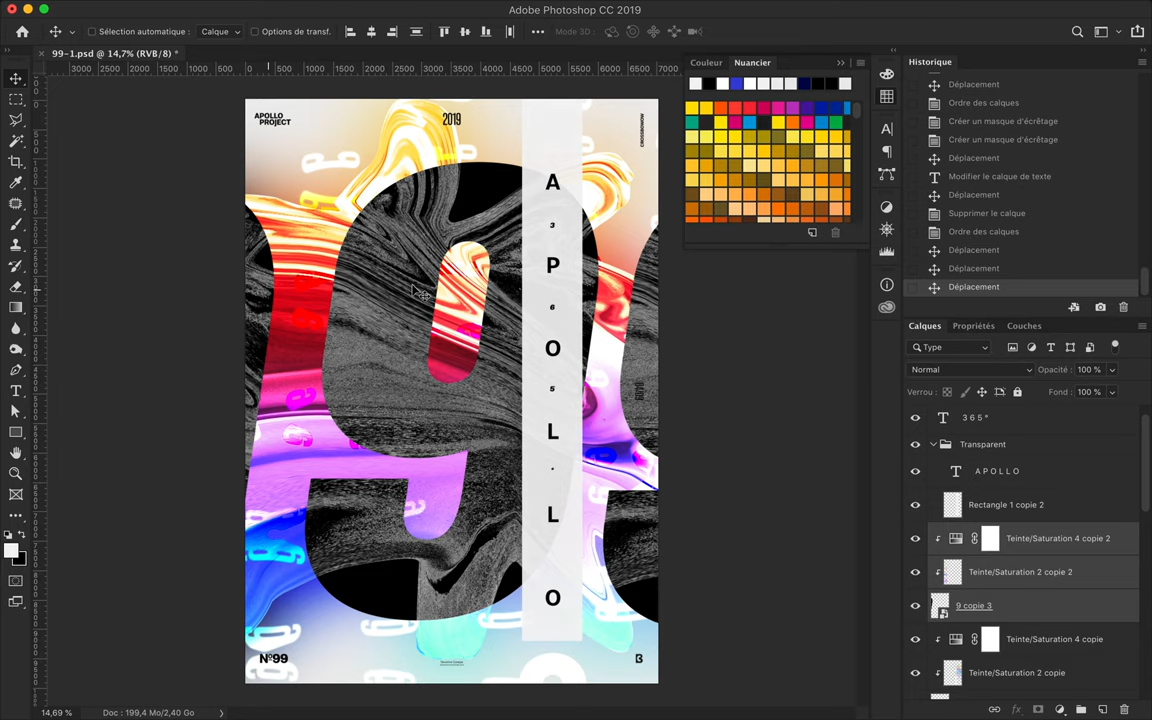 Adobe Photoshop CC 2019
Sélection automatique :
Calque
Options de transf.
Mode 3D :
99-1.psd @ 14,7% (RVB/8) *
3000
2500
2000
1500
1000
500
0
500
1000
1500
2000
2500
3000
3500
4000
4500
5000
5500
6000
6500
7000
APOLLO
PROJECT
2019
A
3
P
6
O
5
L
L
O
Nº99
Couleur
Nuancier
Historique
Déplacement
Ordre des calques
Créer un masque d'écrêtage
Créer un masque d'écrêtage
Déplacement
Modifier le calque de texte
Déplacement
Supprimer le calque
Ordre des calques
Déplacement
Déplacement
Déplacement
Calques
Propriétés
Couches
Type
Normal
Opacité : 100 %
Verrou :
Fond : 100 %
3 6 5 °
Transparent
A P O L L O
Rectangle 1 copie 2
Teinte/Saturation 4 copie 2
Teinte/Saturation 2 copie 2
9 copie 3
Teinte/Saturation 4 copie
Teinte/Saturation 2 copie
14,69 %
Doc : 199,4 Mo/2,40 Go